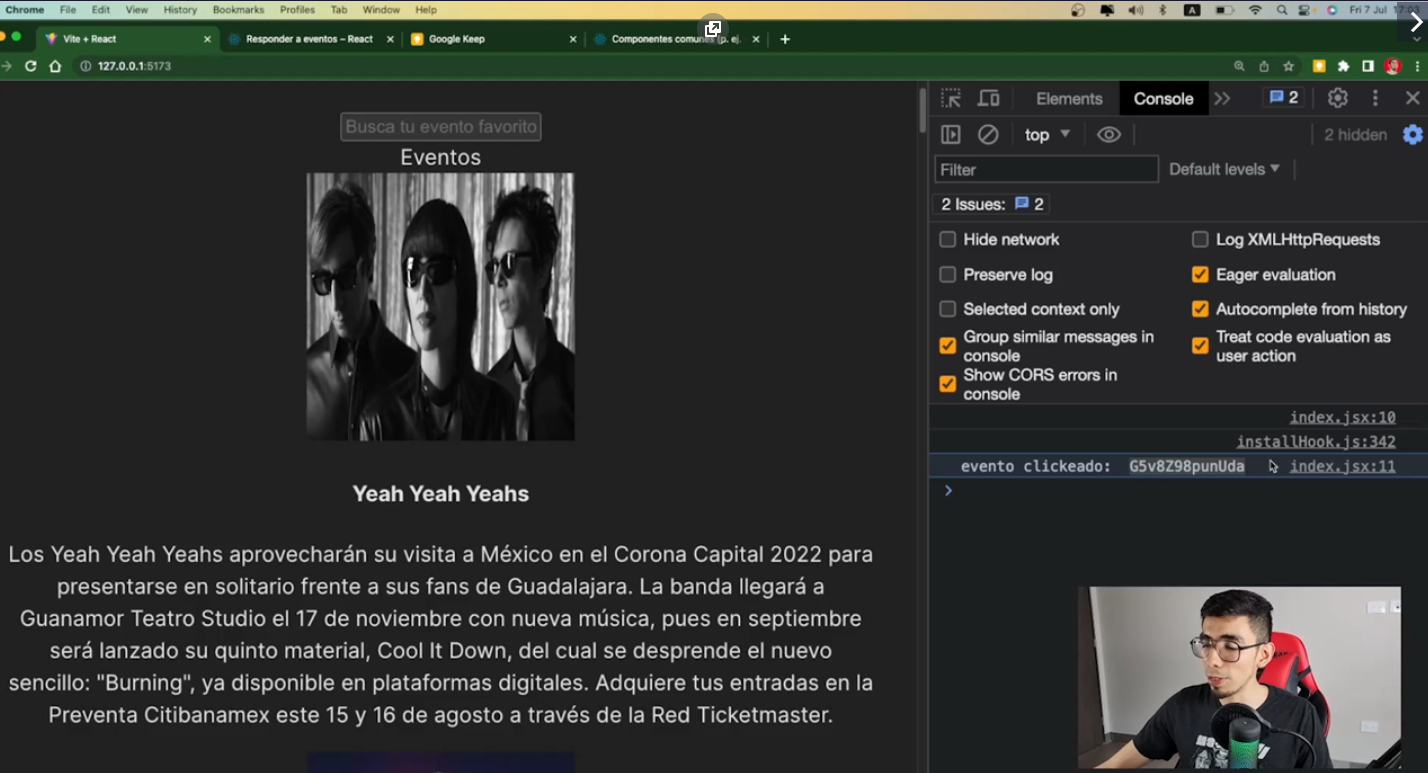 Chrome File Edit View History Bookmarks Profiles Tab Window Help
A Fri 7 Jul 17:03
Vite + React
Responder a eventos – React
Google Keep
Componentes comunes (p. ej.
127.0.0.1:5173
Busca tu evento favorito
Eventos
Yeah Yeah Yeahs
Los Yeah Yeah Yeahs aprovecharán su visita a México en el Corona Capital 2022 para
presentarse en solitario frente a sus fans de Guadalajara. La banda llegará a
Guanamor Teatro Studio el 17 de noviembre con nueva música, pues en septiembre
será lanzado su quinto material, Cool It Down, del cual se desprende el nuevo
sencillo: "Burning", ya disponible en plataformas digitales. Adquiere tus entradas en la
Preventa Citibanamex este 15 y 16 de agosto a través de la Red Ticketmaster.
Elements Console 2
top 2 hidden
Filter Default levels
2 Issues: 2
Hide network Log XMLHttpRequests
Preserve log Eager evaluation
Selected context only Autocomplete from history
Group similar messages in
console
Treat code evaluation as
user action
Show CORS errors in
console
index.jsx:10
installHook.js:342
evento clickeado: G5v8Z98punUda index.jsx:11